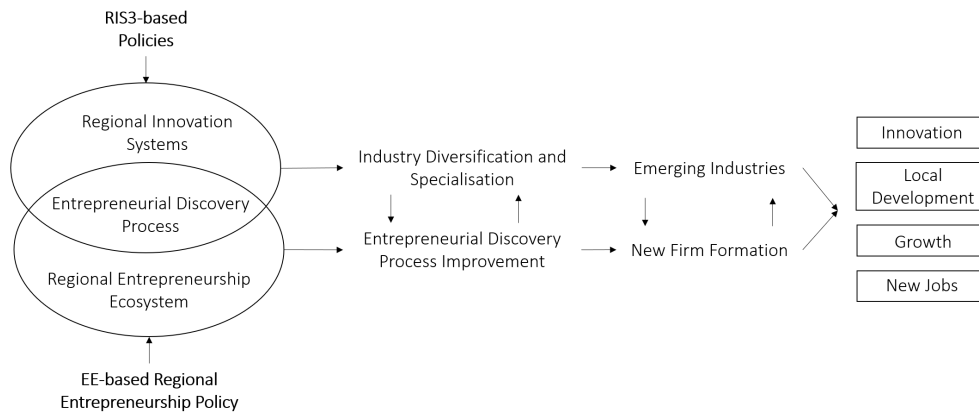 RIS3-based
Policies
Regional Innovation
Systems
Entrepreneurial Discovery
Process
Regional Entrepreneurship
Ecosystem
EE-based Regional
Entrepreneurship Policy
Industry Diversification and
Specialisation
Entrepreneurial Discovery
Process Improvement
Emerging Industries
New Firm Formation
Innovation
Local
Development
Growth
New Jobs